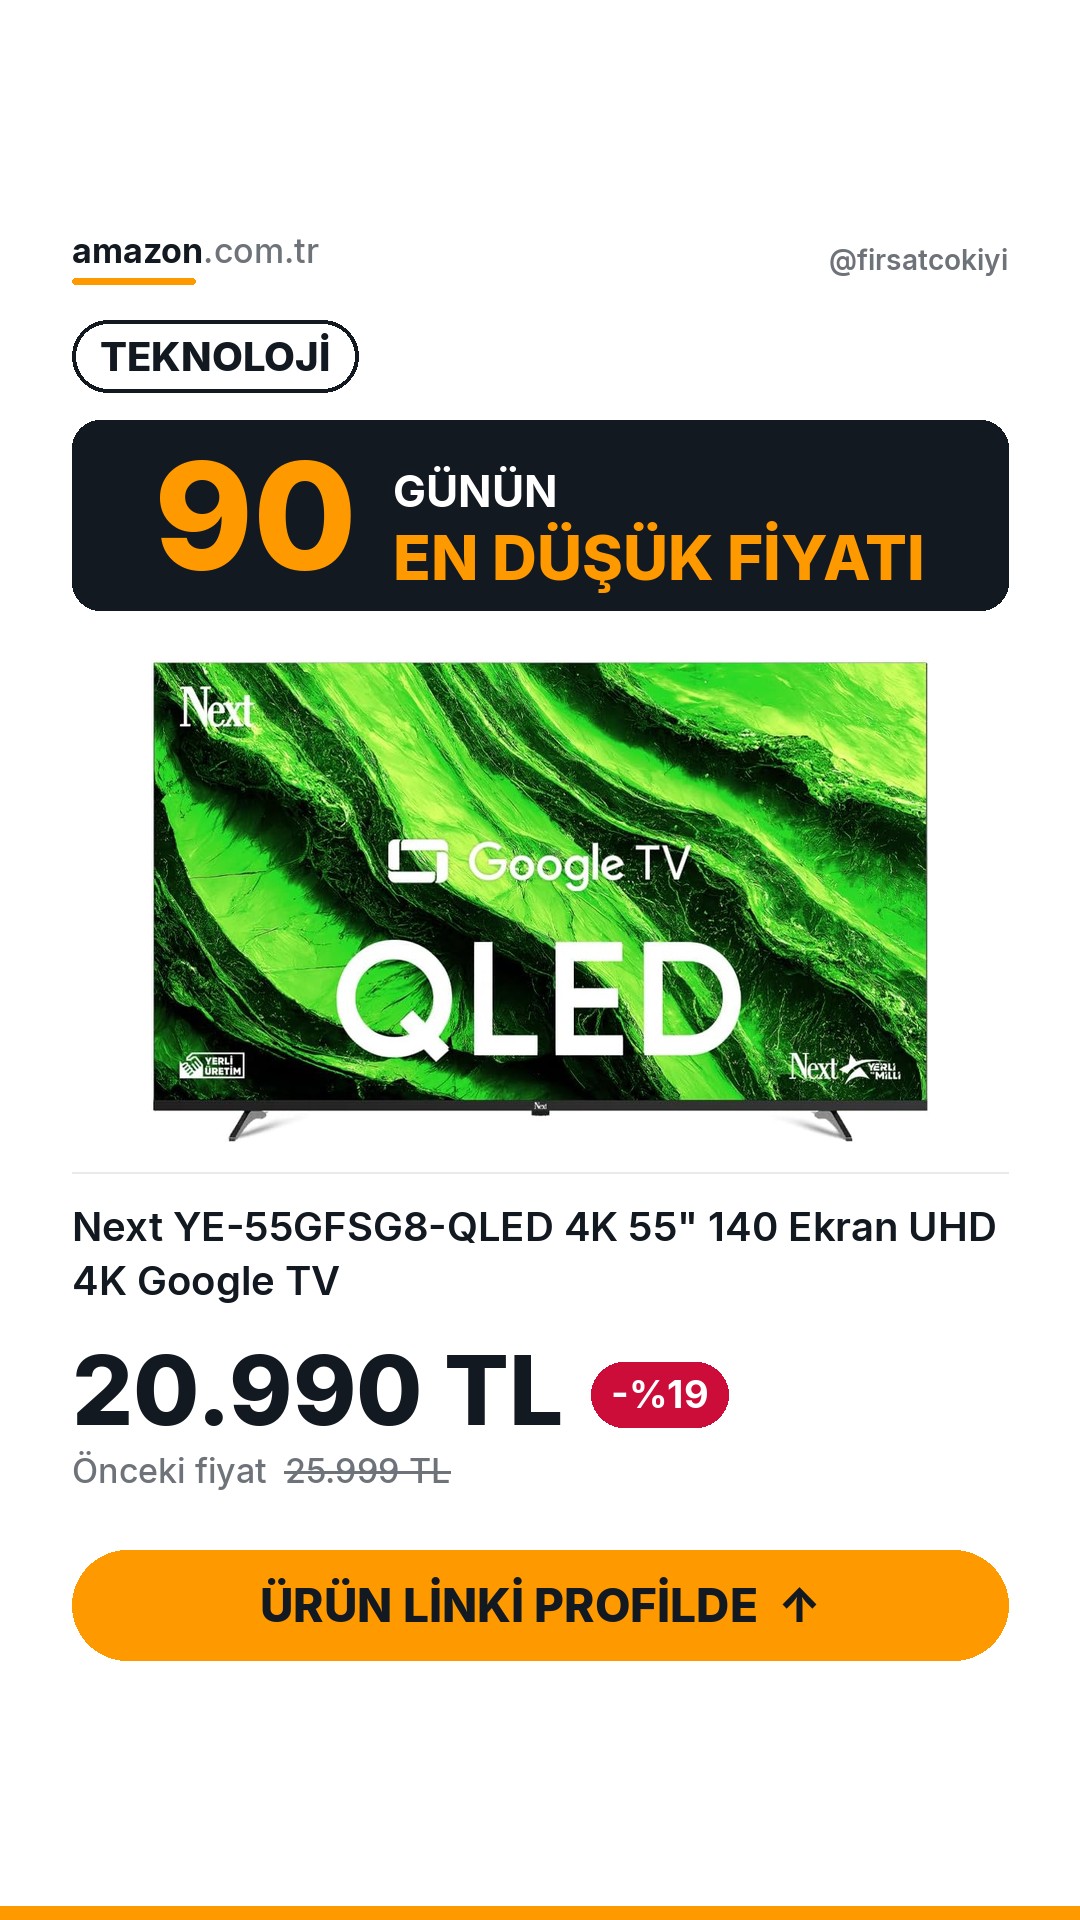 amazon.com.tr
@firsatcokiyi
TEKNOLOJİ
90 GÜNÜN
EN DÜŞÜK FİYATI
Next
Google TV
QLED
YERLİ
ÜRETİM
Next YERLİ VE MİLLİ
Next
Next YE-55GFSG8-QLED 4K 55" 140 Ekran UHD
4K Google TV
20.990 TL -%19
Önceki fiyat 25.999 TL
ÜRÜN LİNKİ PROFİLDE ↑